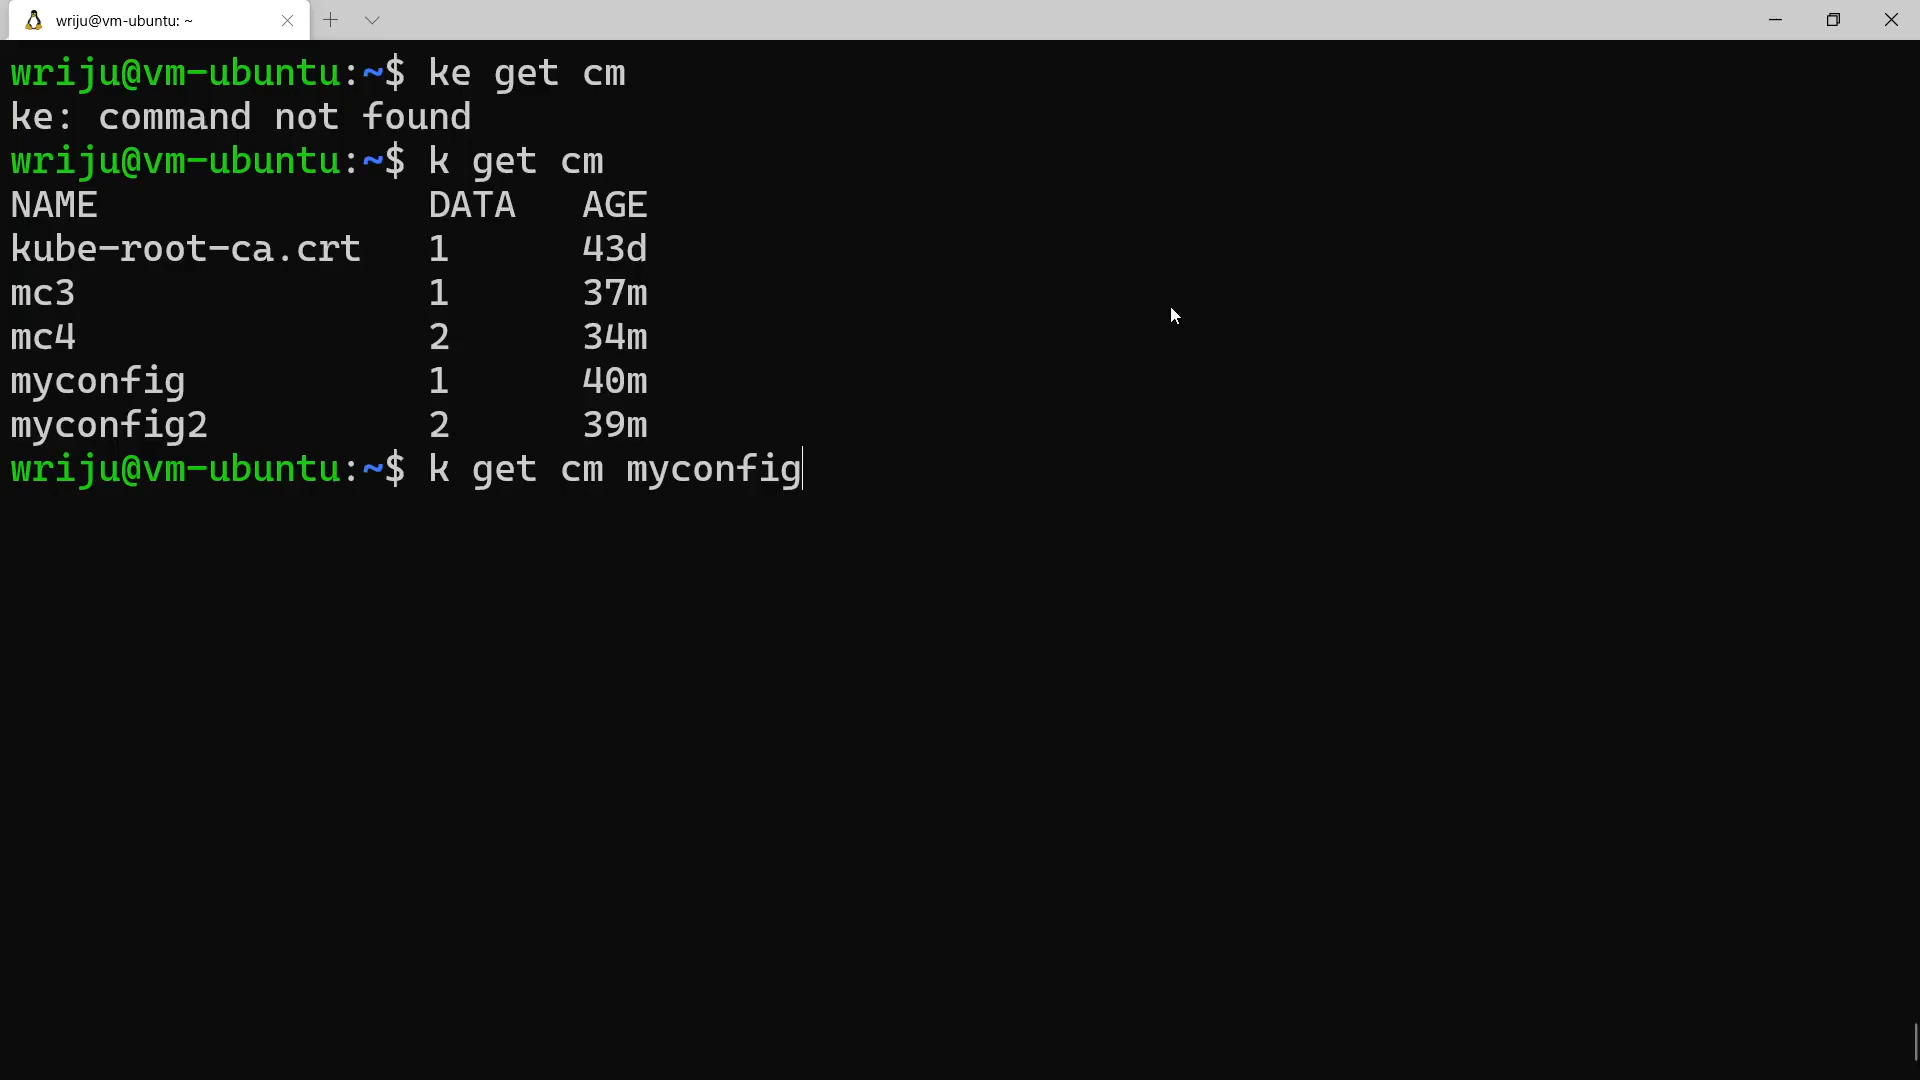 wriju@vm-ubuntu: ~
wriju@vm-ubuntu:~$ ke get cm
ke: command not found
wriju@vm-ubuntu:~$ k get cm
NAME               DATA   AGE
kube-root-ca.crt   1      43d
mc3                1      37m
mc4                2      34m
myconfig           1      40m
myconfig2          2      39m
wriju@vm-ubuntu:~$ k get cm myconfig